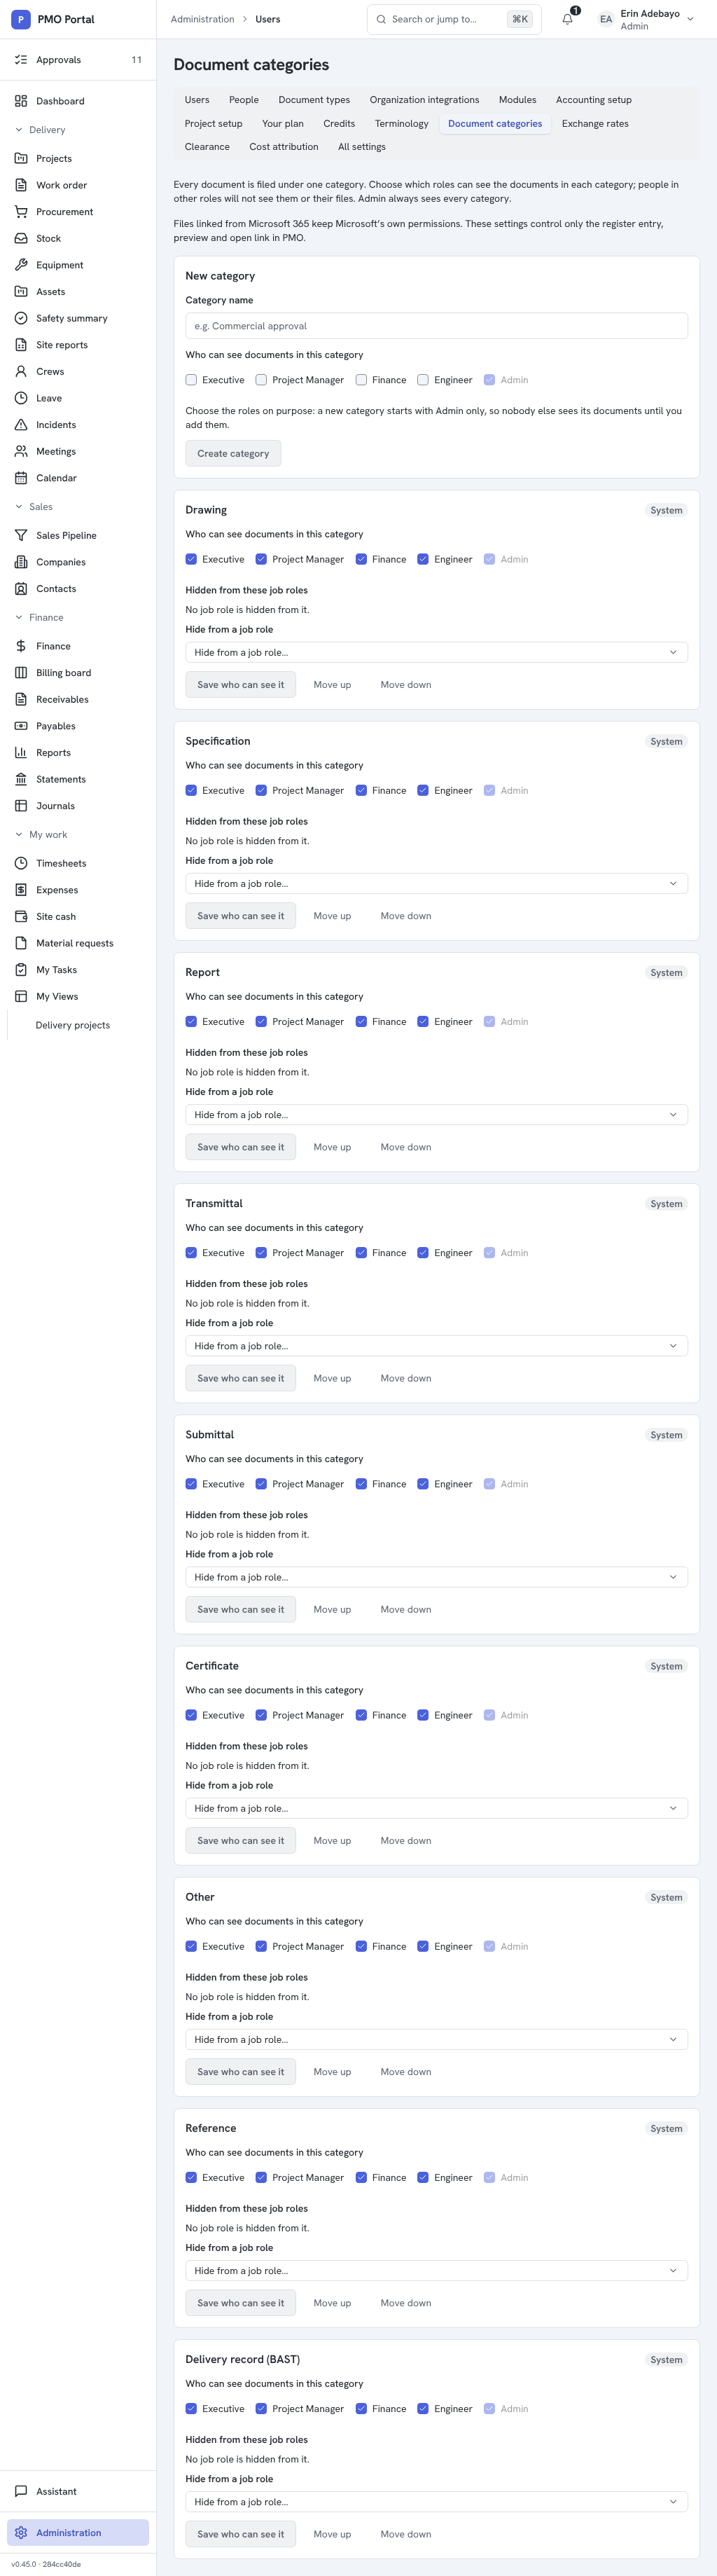 P PMO Portal
Approvals 11
Dashboard
Delivery
Projects
Work order
Procurement
Stock
Equipment
Assets
Safety summary
Site reports
Crews
Leave
Incidents
Meetings
Calendar
Sales
Sales Pipeline
Companies
Contacts
Finance
Finance
Billing board
Receivables
Payables
Reports
Statements
Journals
My work
Timesheets
Expenses
Site cash
Material requests
My Tasks
My Views
Delivery projects
Assistant
Administration
v0.45.0 · 284cc40de
Administration > Users
Search or jump to... ⌘K
1
EA Erin Adebayo
Admin
Document categories
Users People Document types Organization integrations Modules Accounting setup
Project setup Your plan Credits Terminology Document categories Exchange rates
Clearance Cost attribution All settings
Every document is filed under one category. Choose which roles can see the documents in each category; people in
other roles will not see them or their files. Admin always sees every category.
Files linked from Microsoft 365 keep Microsoft’s own permissions. These settings control only the register entry,
preview and open link in PMO.
New category
Category name
e.g. Commercial approval
Who can see documents in this category
Executive Project Manager Finance Engineer Admin
Choose the roles on purpose: a new category starts with Admin only, so nobody else sees its documents until you
add them.
Create category
Drawing System
Who can see documents in this category
Executive Project Manager Finance Engineer Admin
Hidden from these job roles
No job role is hidden from it.
Hide from a job role
Hide from a job role...
Save who can see it Move up Move down
Specification System
Who can see documents in this category
Executive Project Manager Finance Engineer Admin
Hidden from these job roles
No job role is hidden from it.
Hide from a job role
Hide from a job role...
Save who can see it Move up Move down
Report System
Who can see documents in this category
Executive Project Manager Finance Engineer Admin
Hidden from these job roles
No job role is hidden from it.
Hide from a job role
Hide from a job role...
Save who can see it Move up Move down
Transmittal System
Who can see documents in this category
Executive Project Manager Finance Engineer Admin
Hidden from these job roles
No job role is hidden from it.
Hide from a job role
Hide from a job role...
Save who can see it Move up Move down
Submittal System
Who can see documents in this category
Executive Project Manager Finance Engineer Admin
Hidden from these job roles
No job role is hidden from it.
Hide from a job role
Hide from a job role...
Save who can see it Move up Move down
Certificate System
Who can see documents in this category
Executive Project Manager Finance Engineer Admin
Hidden from these job roles
No job role is hidden from it.
Hide from a job role
Hide from a job role...
Save who can see it Move up Move down
Other System
Who can see documents in this category
Executive Project Manager Finance Engineer Admin
Hidden from these job roles
No job role is hidden from it.
Hide from a job role
Hide from a job role...
Save who can see it Move up Move down
Reference System
Who can see documents in this category
Executive Project Manager Finance Engineer Admin
Hidden from these job roles
No job role is hidden from it.
Hide from a job role
Hide from a job role...
Save who can see it Move up Move down
Delivery record (BAST) System
Who can see documents in this category
Executive Project Manager Finance Engineer Admin
Hidden from these job roles
No job role is hidden from it.
Hide from a job role
Hide from a job role...
Save who can see it Move up Move down